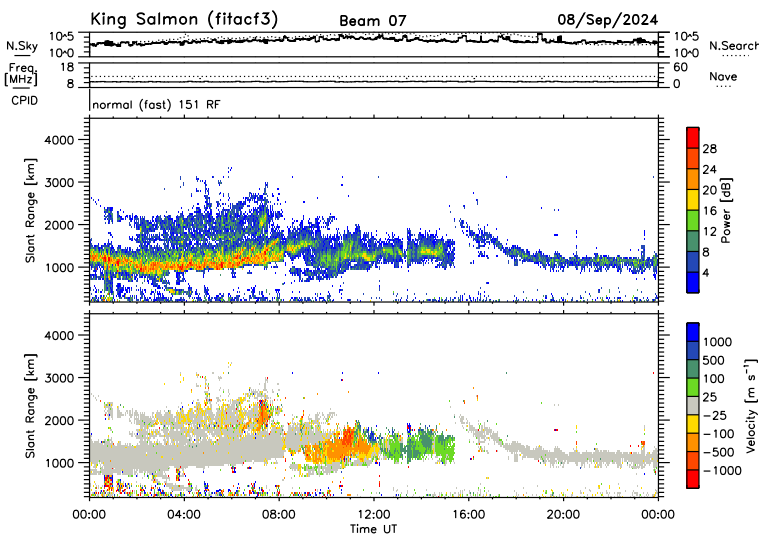 King Salmon (fitacf3) Beam 07 08/Sep/2024
N.Sky 10^5 10^0 10^5 10^0 N.Search
Freq. [MHz] 18 8 60 0 Nave
CPID normal (fast) 151 RF
Slant Range [km] 4000 3000 2000 1000
Power [dB] 28 24 20 16 12 8 4
Slant Range [km] 4000 3000 2000 1000
Velocity [m s^-1] 1000 500 100 25 -25 -100 -500 -1000
00:00 04:00 08:00 12:00 16:00 20:00 00:00
Time UT